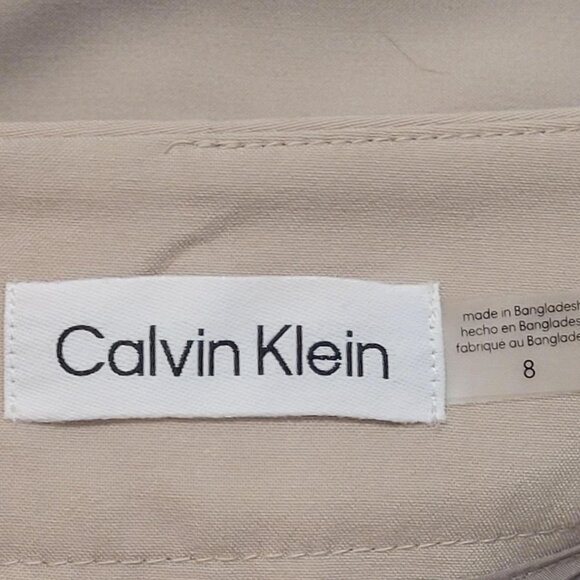 Calvin Klein
made in Bangladesh
hecho en Banglades
fabrique au Banglade
8